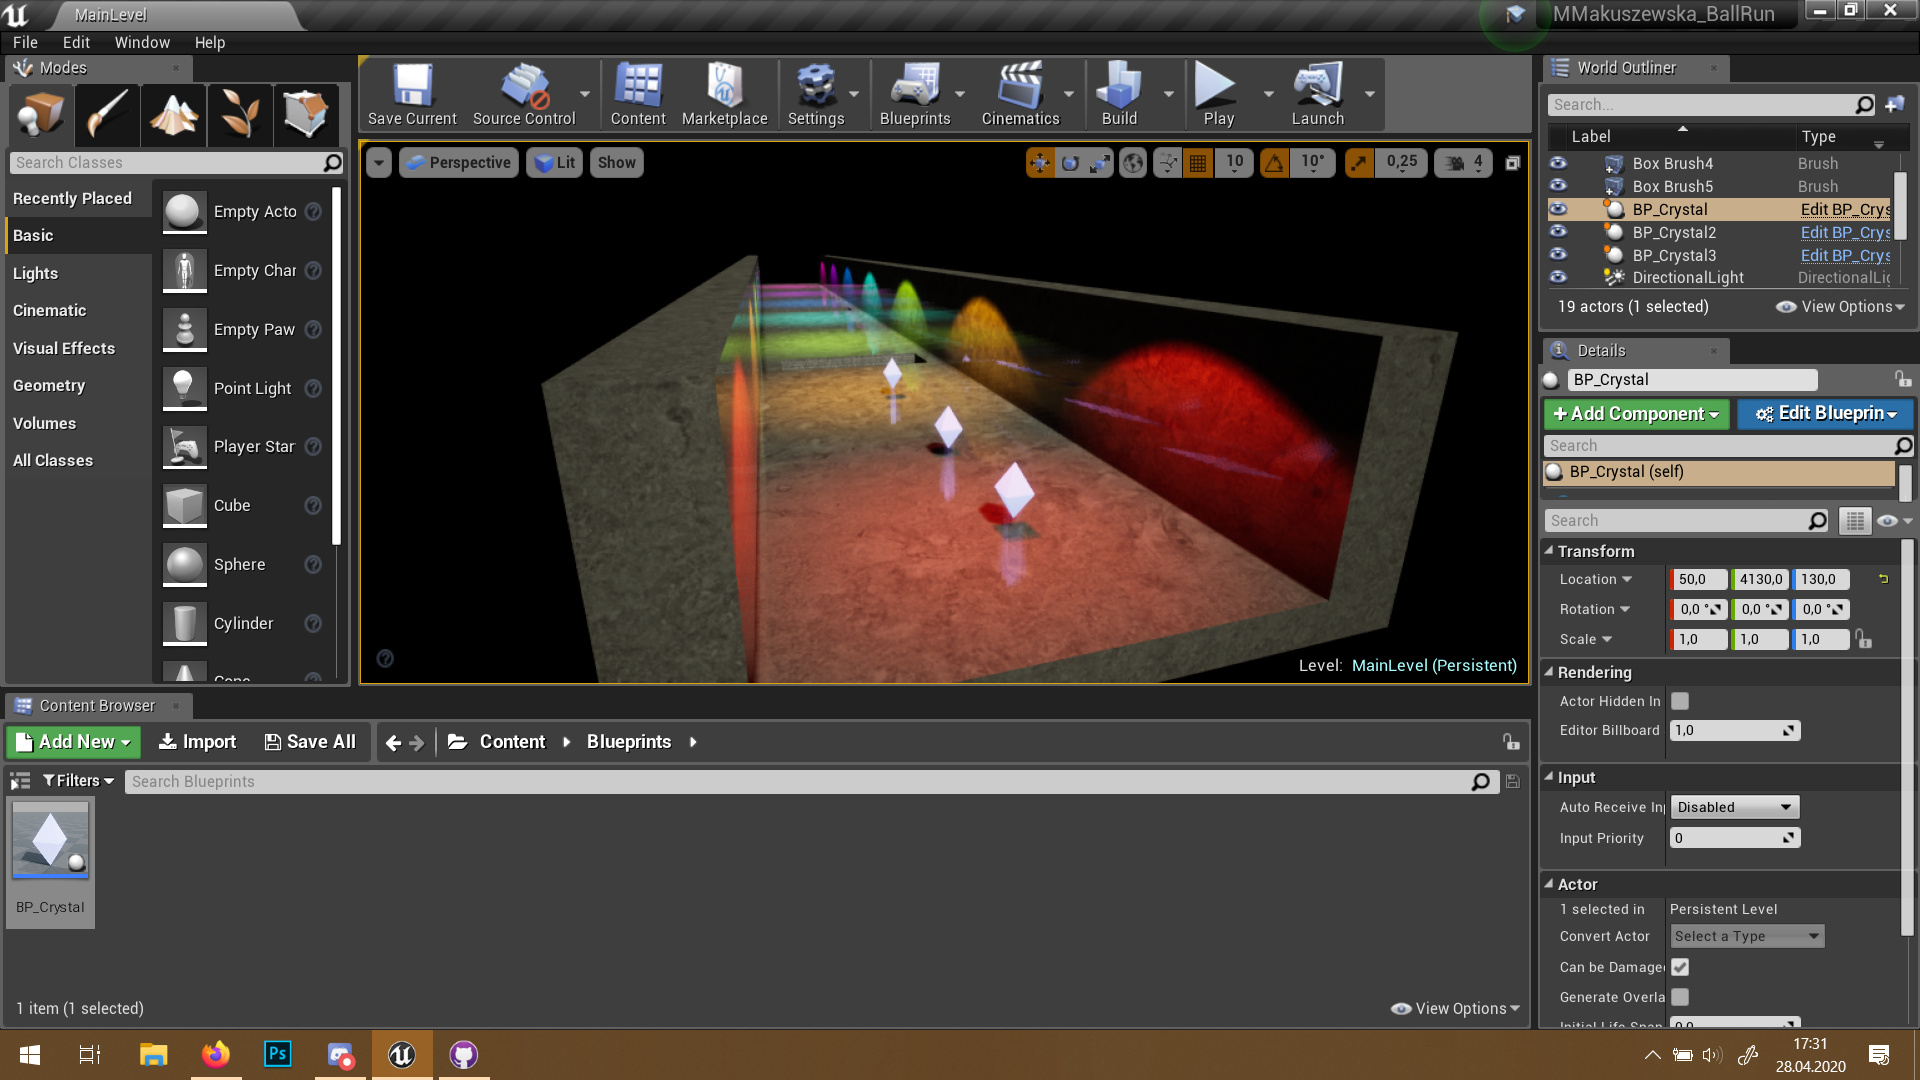 MainLevel
MMakuszewska_BallRun
File Edit Window Help
Modes
Search Classes
Recently Placed
Basic
Lights
Cinematic
Visual Effects
Geometry
Volumes
All Classes
Empty Acto
Empty Char
Empty Paw
Point Light
Player Star
Cube
Sphere
Cylinder
Cone
Save Current
Source Control
Content
Marketplace
Settings
Blueprints
Cinematics
Build
Play
Launch
Perspective
Lit
Show
10
10°
0,25
4
Level: MainLevel (Persistent)
World Outliner
Search...
Label Type
Box Brush4 Brush
Box Brush5 Brush
BP_Crystal Edit BP_Crys
BP_Crystal2 Edit BP_Crys
BP_Crystal3 Edit BP_Crys
DirectionalLight DirectionalLig
19 actors (1 selected)
View Options
Details
BP_Crystal
+Add Component
Edit Blueprin
Search
BP_Crystal (self)
Search
Transform
Location 50,0 4130,0 130,0
Rotation 0,0 ° 0,0 ° 0,0 °
Scale 1,0 1,0 1,0
Rendering
Actor Hidden In
Editor Billboard 1,0
Input
Auto Receive Inp Disabled
Input Priority 0
Actor
1 selected in Persistent Level
Convert Actor Select a Type
Can be Damaged
Generate Overla
Initial Life Span 0,0
Content Browser
Add New
Import
Save All
Content
Blueprints
Filters
Search Blueprints
BP_Crystal
1 item (1 selected)
View Options
Ps
17:31
28.04.2020